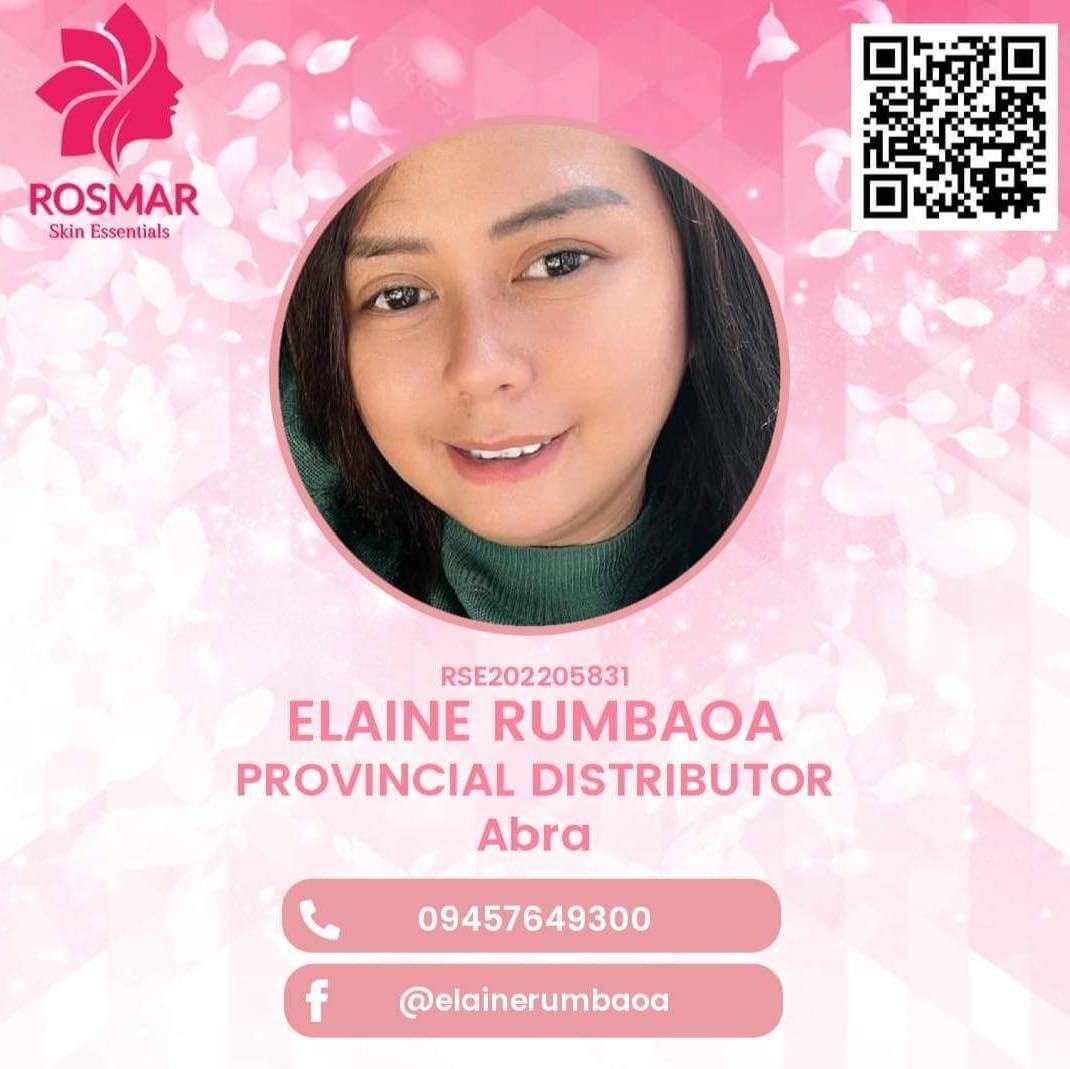 ROSMAR
Skin Essentials
RSE202205831
ELAINE RUMBAOA
PROVINCIAL DISTRIBUTOR
Abra
09457649300
@elainerumbaoa